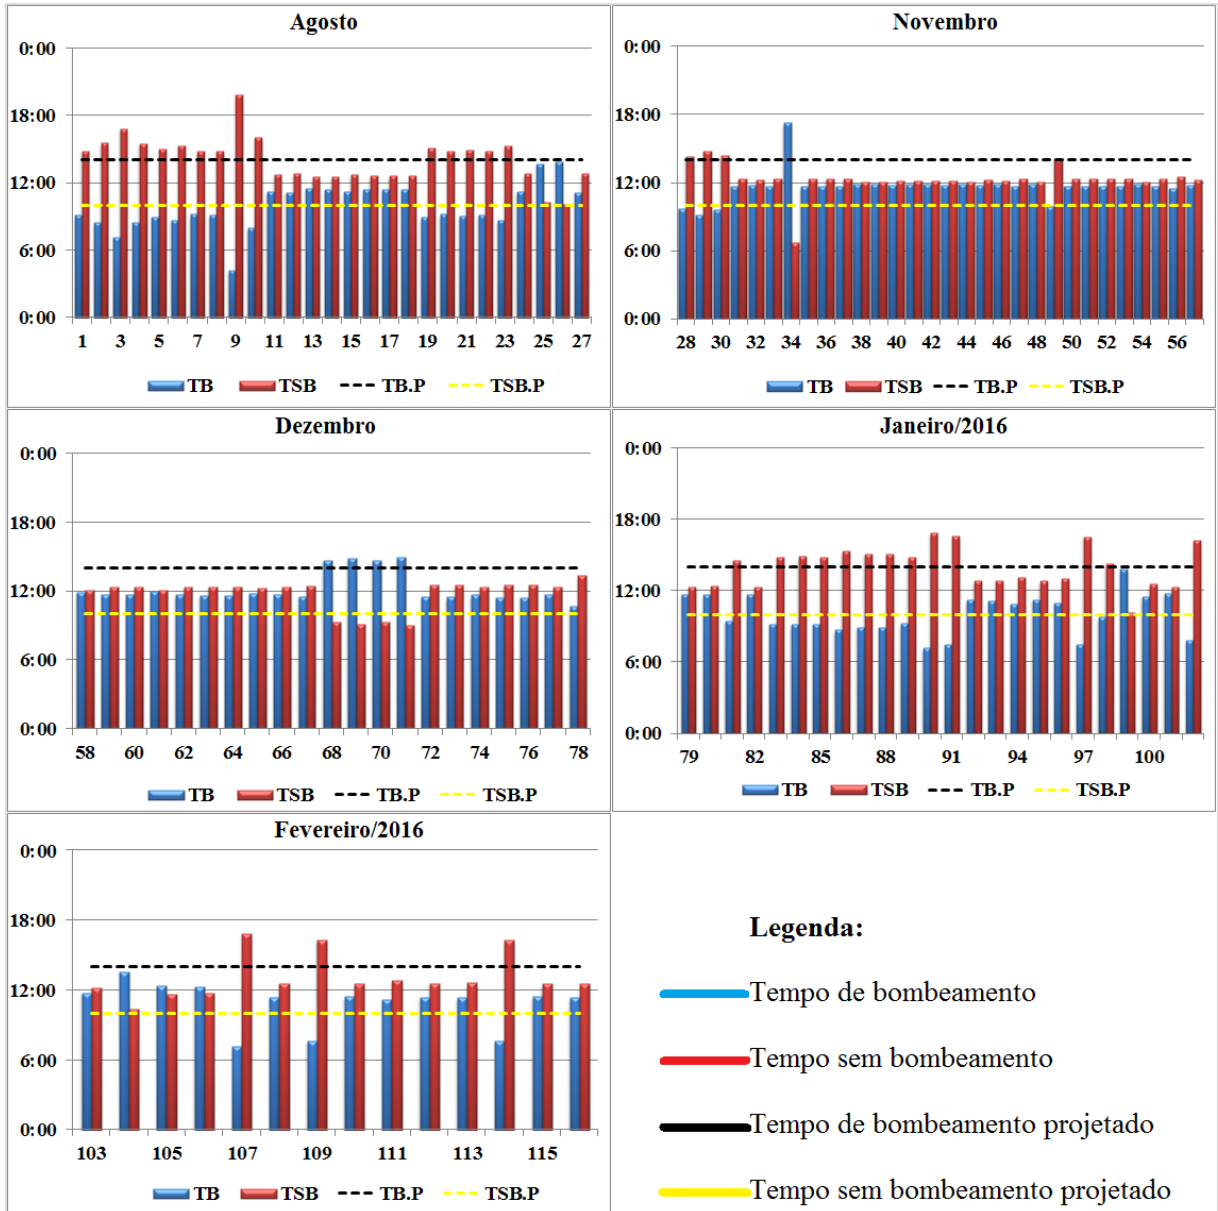 Agosto
0:00
18:00
12:00
6:00
0:00
1 3 5 7 9 11 13 15 17 19 21 23 25 27
TB TSB TB.P TSB.P
Novembro
0:00
18:00
12:00
6:00
0:00
28 30 32 34 36 38 40 42 44 46 48 50 52 54 56
TB TSB TB.P TSB.P
Dezembro
0:00
18:00
12:00
6:00
0:00
58 60 62 64 66 68 70 72 74 76 78
TB TSB TB.P TSB.P
Janeiro/2016
0:00
18:00
12:00
6:00
0:00
79 82 85 88 91 94 97 100
TB TSB TB.P TSB.P
Fevereiro/2016
0:00
18:00
12:00
6:00
0:00
103 105 107 109 111 113 115
TB TSB TB.P TSB.P
Legenda:
Tempo de bombeamento
Tempo sem bombeamento
Tempo de bombeamento projetado
Tempo sem bombeamento projetado